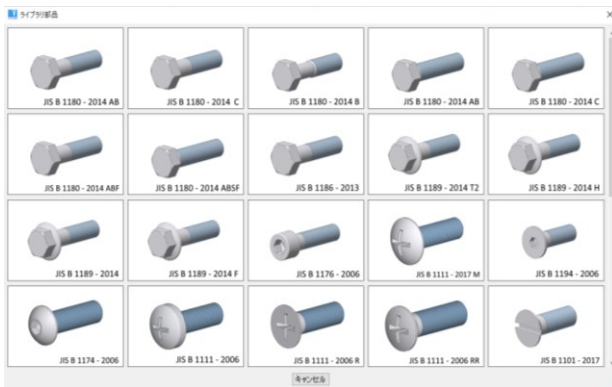 ライブラリ部品
JIS B 1180 - 2014 AB
JIS B 1180 - 2014 C
JIS B 1180 - 2014 B
JIS B 1180 - 2014 AB
JIS B 1180 - 2014 C
JIS B 1180 - 2014 ABF
JIS B 1180 - 2014 ABSF
JIS B 1186 - 2013
JIS B 1189 - 2014 T2
JIS B 1189 - 2014 H
JIS B 1189 - 2014
JIS B 1189 - 2014 F
JIS B 1176 - 2006
JIS B 1111 - 2017 M
JIS B 1194 - 2006
JIS B 1174 - 2006
JIS B 1111 - 2006
JIS B 1111 - 2006 R
JIS B 1111 - 2006 RR
JIS B 1101 - 2017
キャンセル